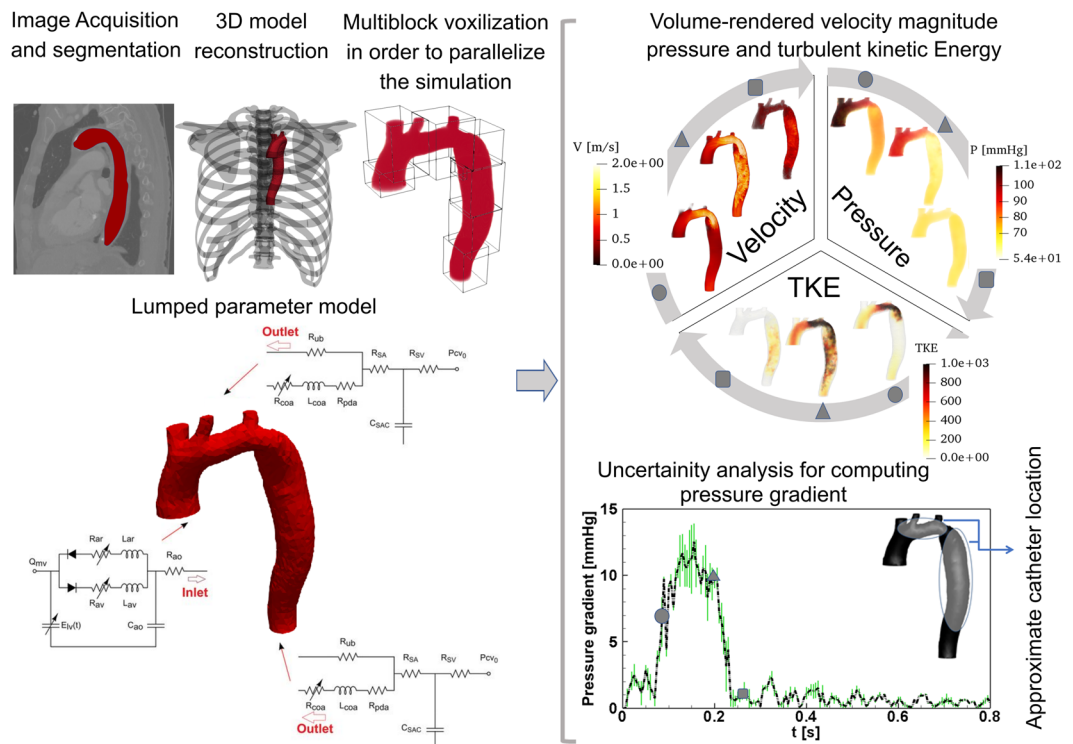 Image Acquisition
and segmentation
3D model
reconstruction
Multiblock voxilization
in order to parallelize
the simulation
Lumped parameter model
Outlet
Rub
RSA
RSV
Pcv0
Rcoa
Lcoa
Rpda
CSAC
Qmv
Rar
Lar
Rao
Inlet
Rav
Lav
Elv(t)
Cao
Rub
RSA
RSV
Pcv0
Rcoa
Lcoa
Rpda
CSAC
Outlet
Volume-rendered velocity magnitude
pressure and turbulent kinetic Energy
V [m/s]
2.0e+00
1.5
1
0.5
0.0e+00
Velocity
Pressure
P [mmHg]
1.1e+02
100
90
80
70
5.4e+01
TKE
TKE
1.0e+03
800
600
400
200
0.0e+00
Uncertainity analysis for computing
pressure gradient
Pressure gradient [mmHg]
15
10
5
0
0
0.2
0.4
0.6
0.8
t [s]
Approximate catheter location